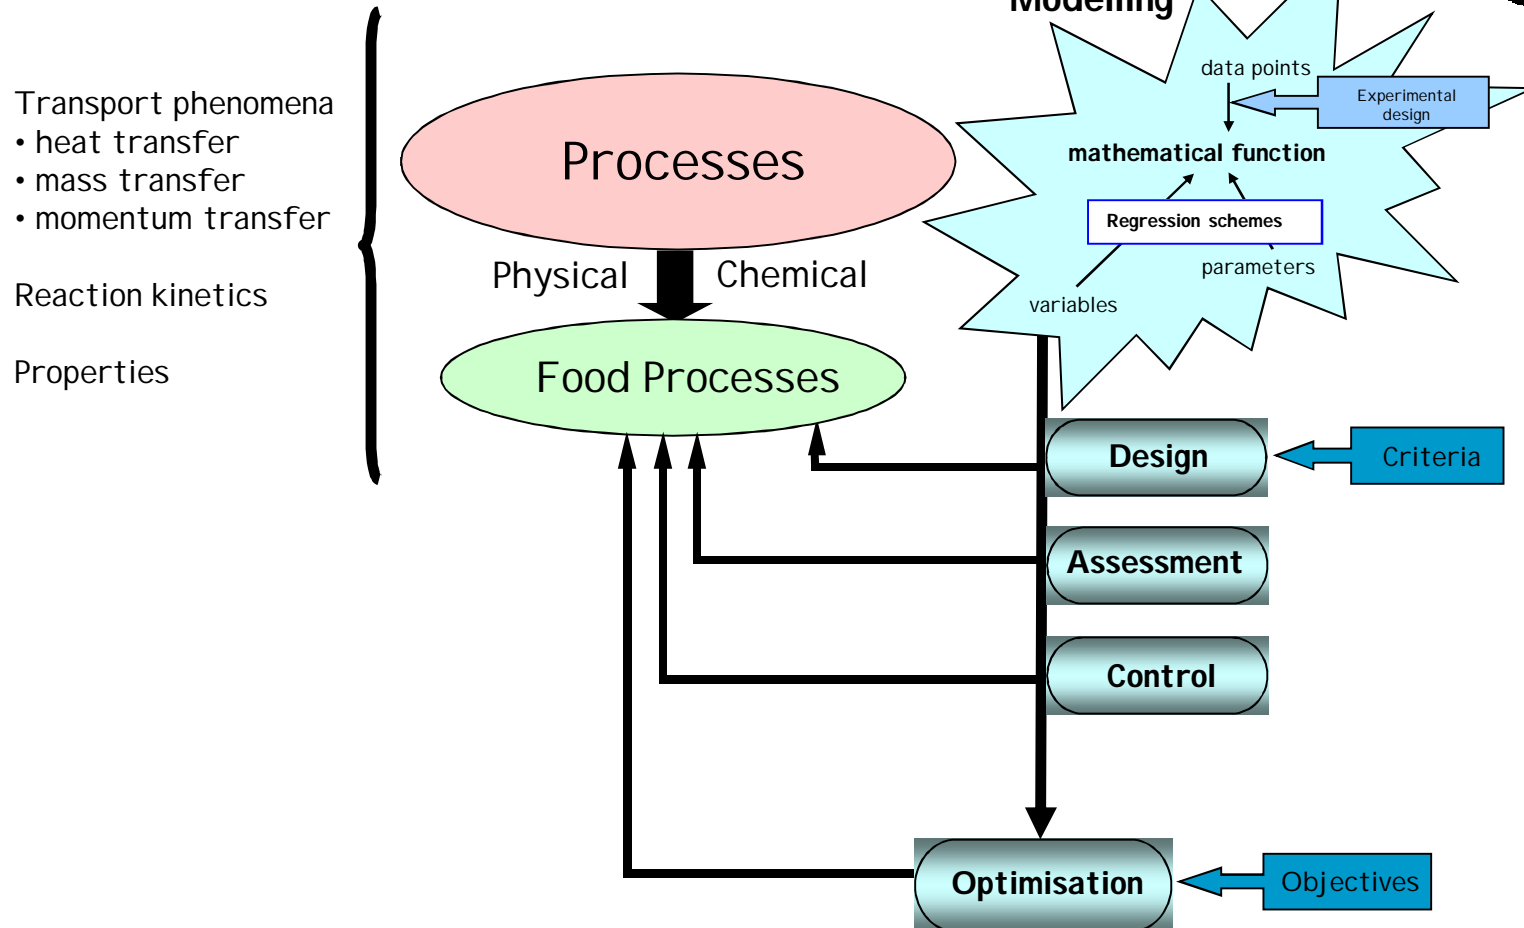 Modelling
Transport phenomena
• heat transfer
• mass transfer
• momentum transfer
Reaction kinetics
Properties
Processes
Physical
Chemical
Food Processes
data points
Experimental
design
mathematical function
Regression schemes
parameters
variables
Design
Criteria
Assessment
Control
Optimisation
Objectives